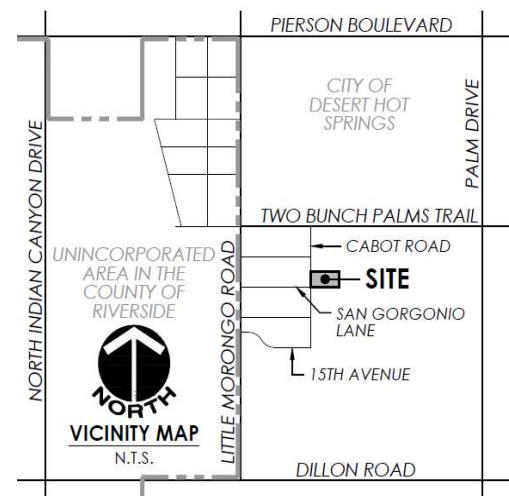 PIERSON BOULEVARD
CITY OF
DESERT HOT
SPRINGS
PALM DRIVE
NORTH INDIAN CANYON DRIVE
TWO BUNCH PALMS TRAIL
UNINCORPORATED
AREA IN THE
COUNTY OF
RIVERSIDE
LITTLE MORONGO ROAD
CABOT ROAD
SITE
SAN GORGONIO
LANE
15TH AVENUE
NORTH
VICINITY MAP
N.T.S.
DILLON ROAD